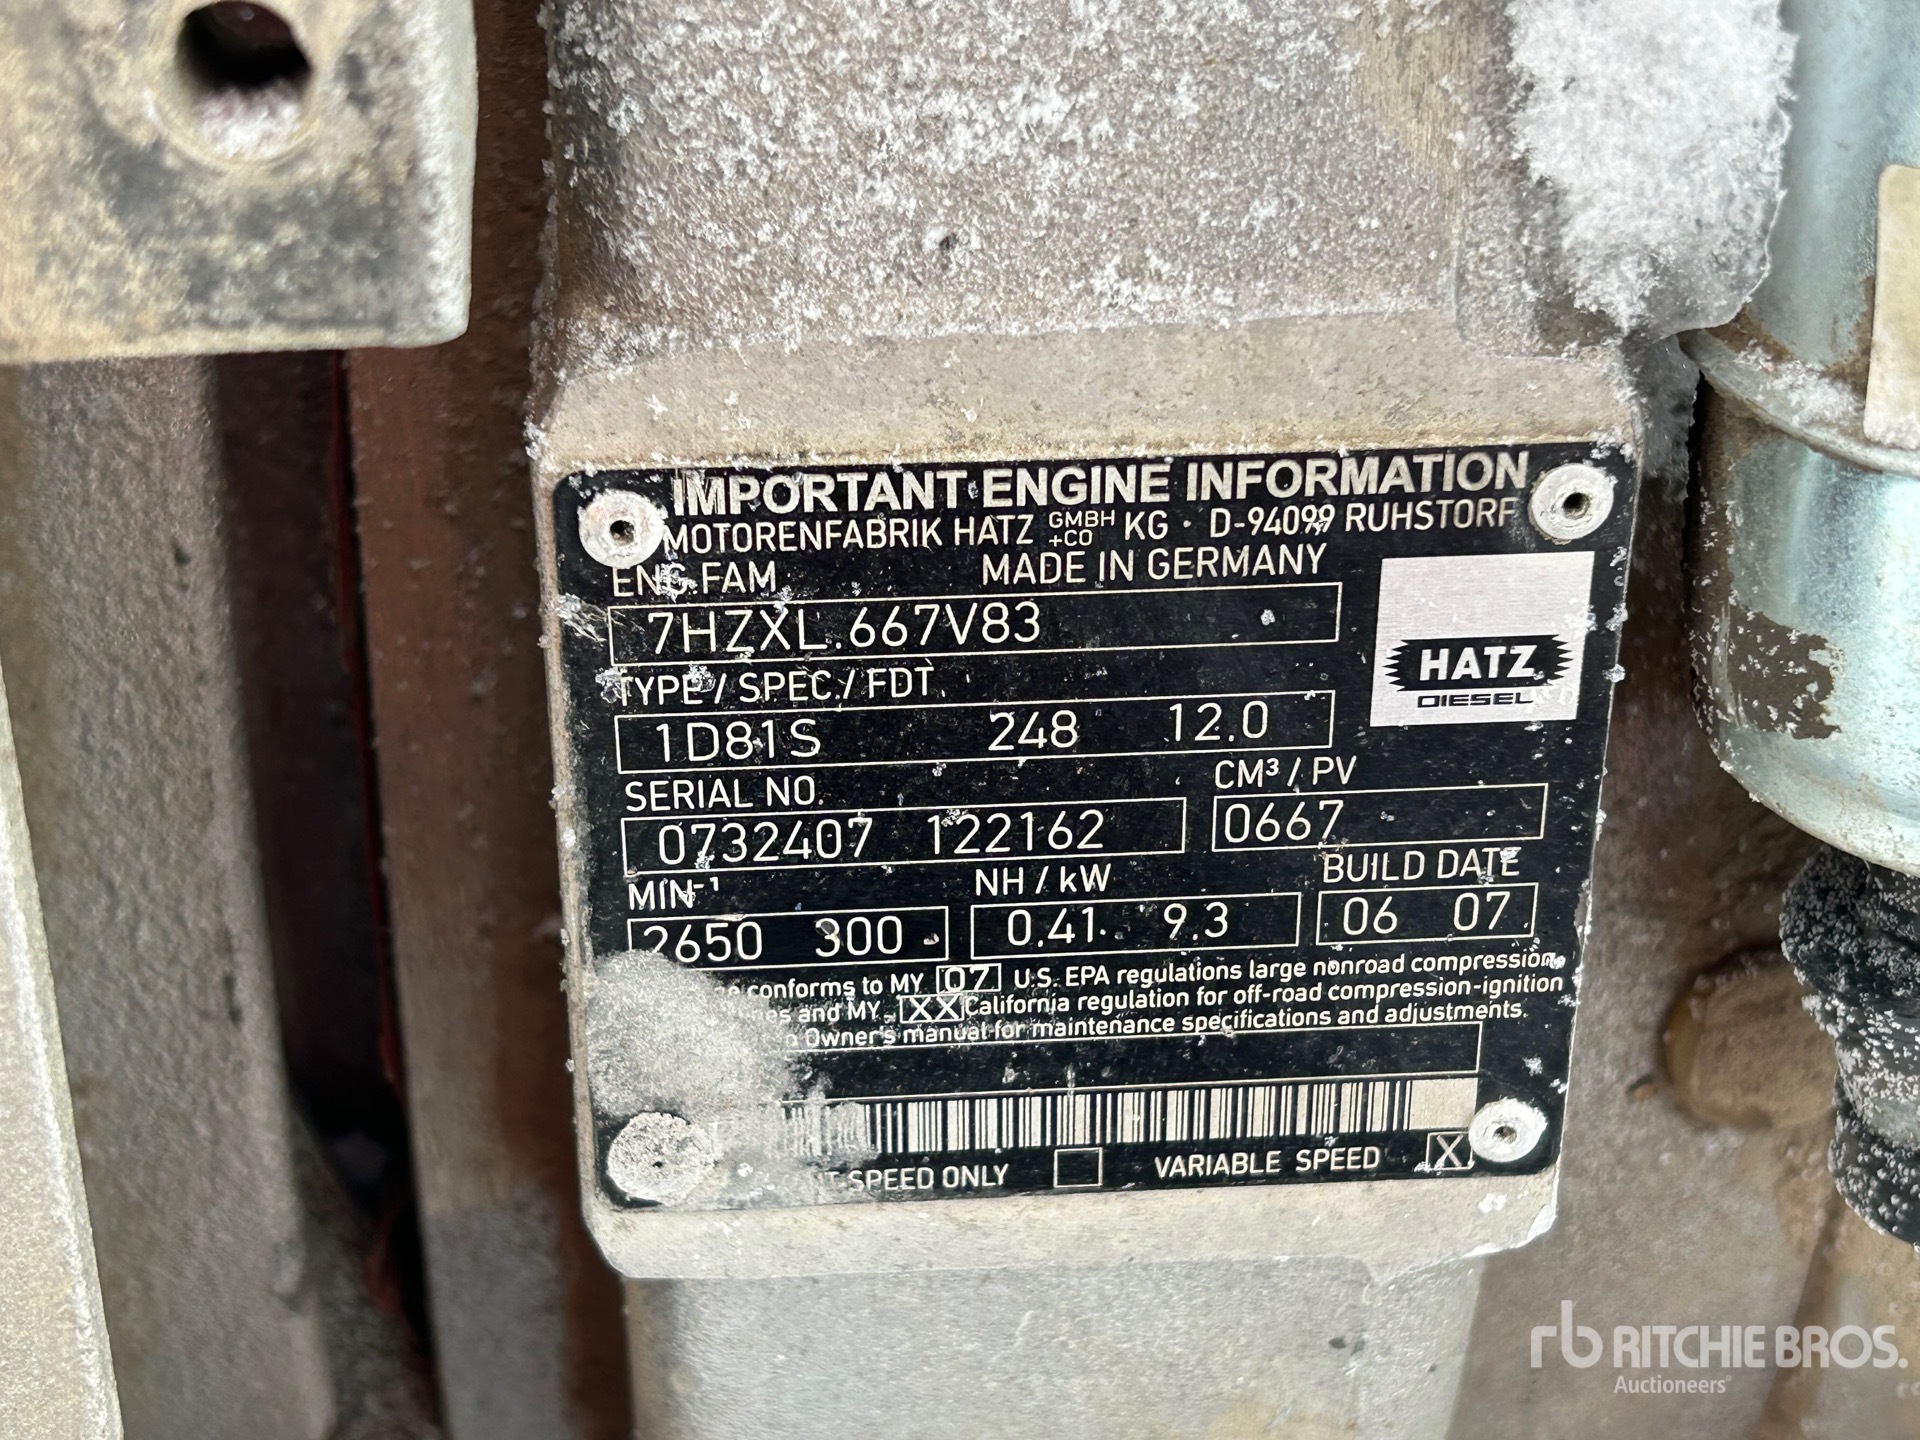 IMPORTANT ENGINE INFORMATION
MOTORENFABRIK HATZ GMBH +CO KG · D-94099 RUHSTORF
ENG.FAM. MADE IN GERMANY
7HZXL.667V83
HATZ
DIESEL
TYPE / SPEC. / FDT.
1D81S 248 12.0
SERIAL NO. CM³ / PV
0732407 122162 0667
MIN-1 NH / kW BUILD DATE
2650 300 0.41 9.3 06 07
conforms to MY 07 U.S. EPA regulations large nonroad compression
and MY XX California regulation for off-road compression-ignition
Owner's manual for maintenance specifications and adjustments.
SPEED ONLY VARIABLE SPEED X
rb RITCHIE BROS.
Auctioneers